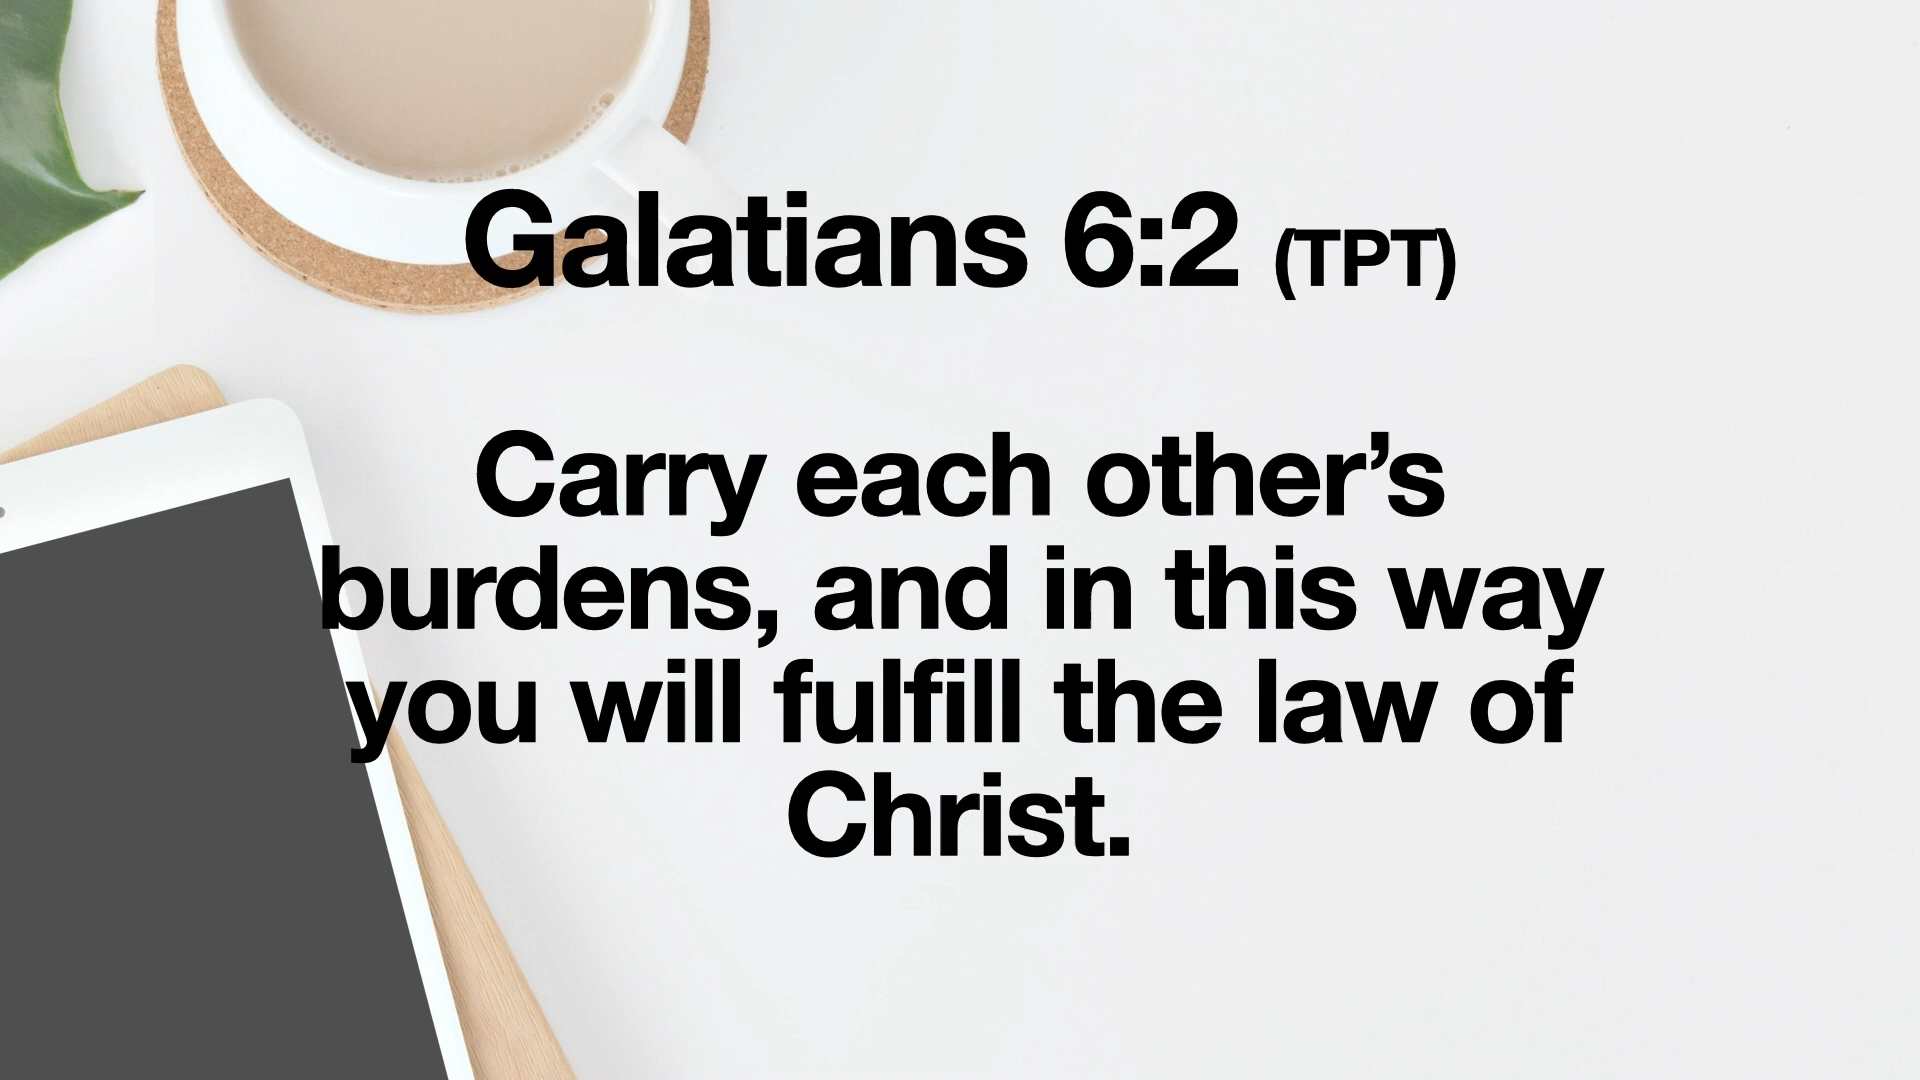 Galatians 6:2 (TPT)
Carry each other’s
burdens, and in this way
you will fulfill the law of
Christ.